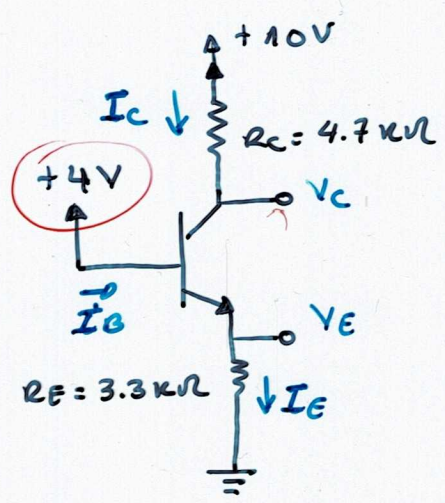 +10V
IC
RC = 4.7 kΩ
+4V
VC
IB
VE
RE = 3.3 kΩ
IE